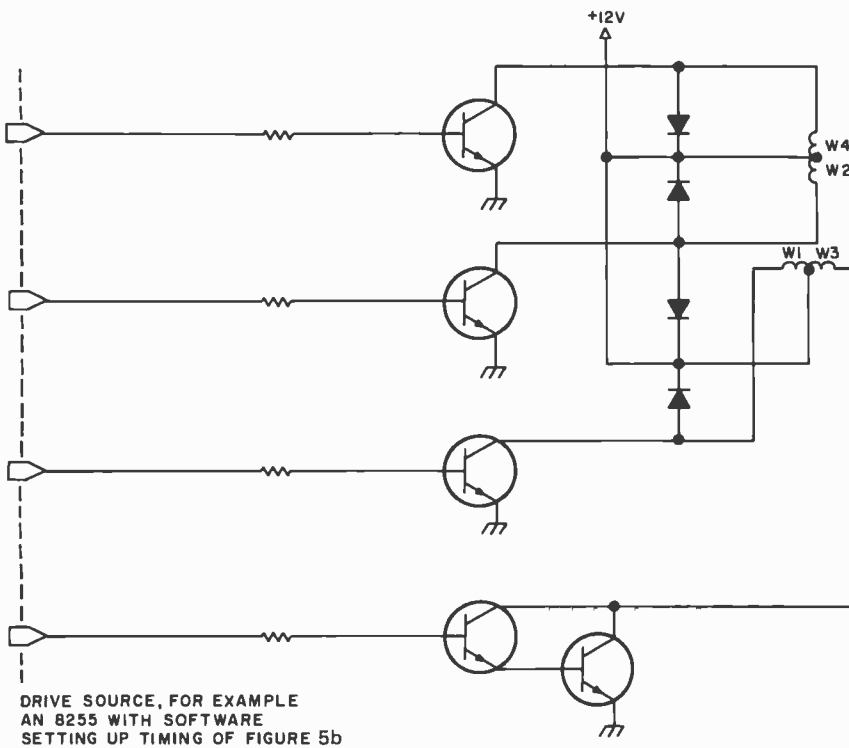 +12V
W4
W2
W1 W3
DRIVE SOURCE, FOR EXAMPLE
AN 8255 WITH SOFTWARE
SETTING UP TIMING OF FIGURE 5b